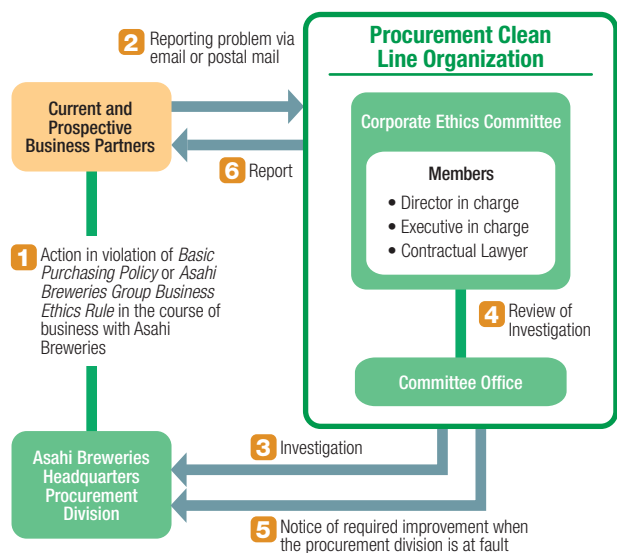 2 Reporting problem via
email or postal mail
Procurement Clean
Line Organization
Current and
Prospective
Business Partners
Corporate Ethics Committee
Members
• Director in charge
• Executive in charge
• Contractual Lawyer
6 Report
1 Action in violation of Basic
Purchasing Policy or Asahi
Breweries Group Business
Ethics Rule in the course of
business with Asahi
Breweries
4 Review of
Investigation
Committee Office
Asahi Breweries
Headquarters
Procurement
Division
3 Investigation
5 Notice of required improvement when
the procurement division is at fault